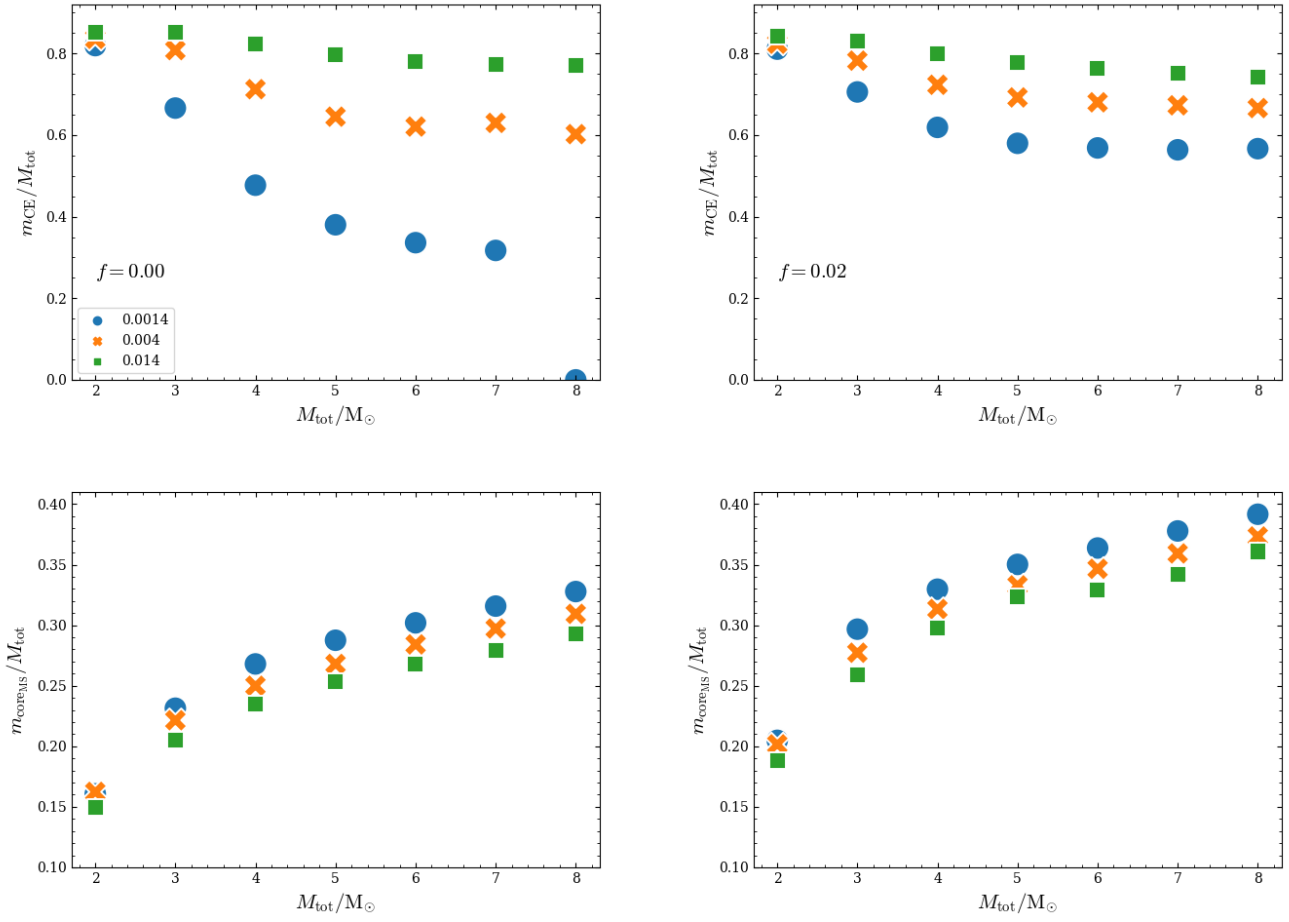 0.8
0.6
0.4
0.2
0.0
m_CE/M_tot
f = 0.00
0.0014
0.004
0.014
2 3 4 5 6 7 8
M_tot/M_⊙
0.8
0.6
0.4
0.2
0.0
m_CE/M_tot
f = 0.02
2 3 4 5 6 7 8
M_tot/M_⊙
0.40
0.35
0.30
0.25
0.20
0.15
0.10
m_core_MS/M_tot
2 3 4 5 6 7 8
M_tot/M_⊙
0.40
0.35
0.30
0.25
0.20
0.15
0.10
m_core_MS/M_tot
2 3 4 5 6 7 8
M_tot/M_⊙